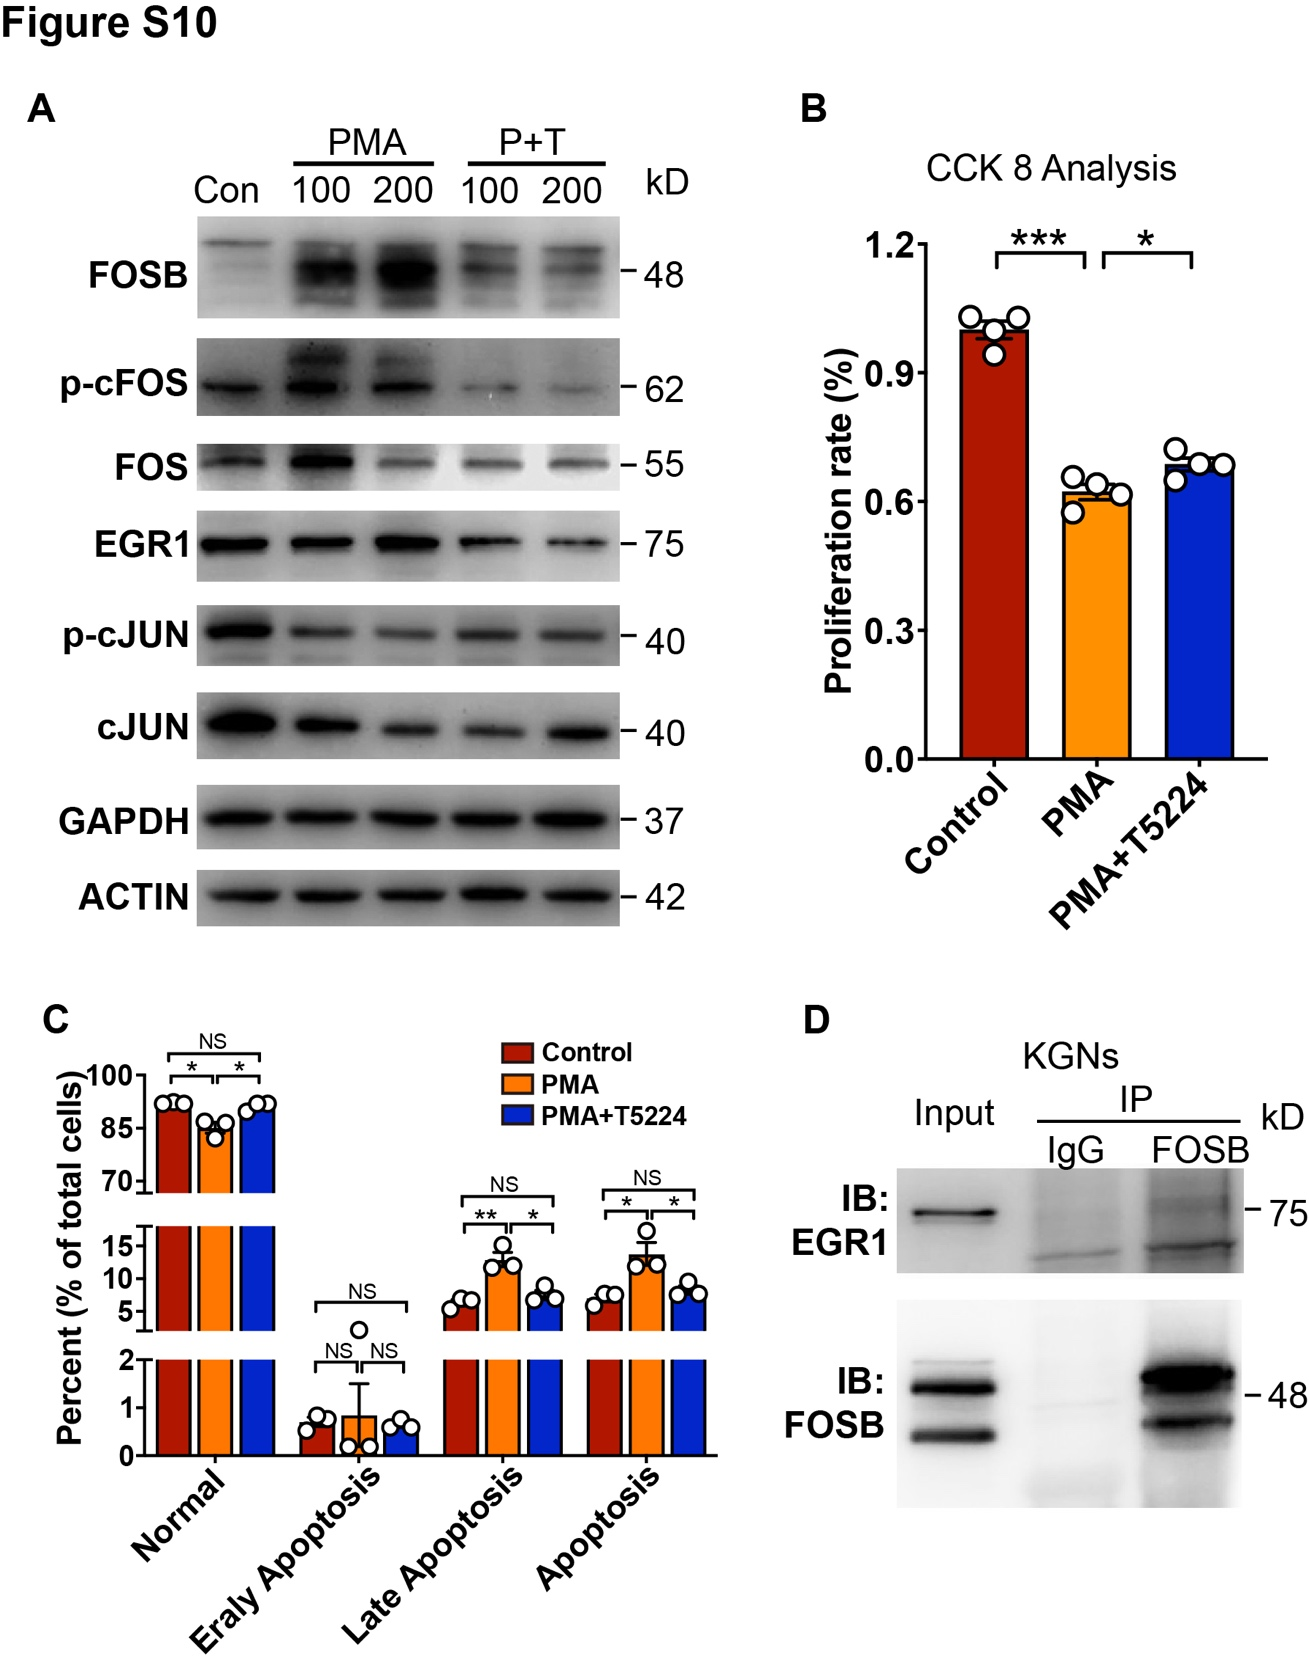 Figure S10
A
PMA P+T
Con 100 200 100 200 kD
FOSB 48
p-cFOS 62
FOS 55
EGR1 75
p-cJUN 40
cJUN 40
GAPDH 37
ACTIN 42
B
CCK 8 Analysis
*** *
Proliferation rate (%)
1.2
0.9
0.6
0.3
0.0
Control PMA PMA+T5224
C
Control
PMA
PMA+T5224
Percent (% of total cells)
100
85
70
15
10
5
2
1
0
NS
* *
NS
NS NS
NS
** *
NS
* *
Normal Eraly Apoptosis Late Apoptosis Apoptosis
D
KGNs
Input IP kD
IgG FOSB
IB:
EGR1
75
IB:
FOSB
48